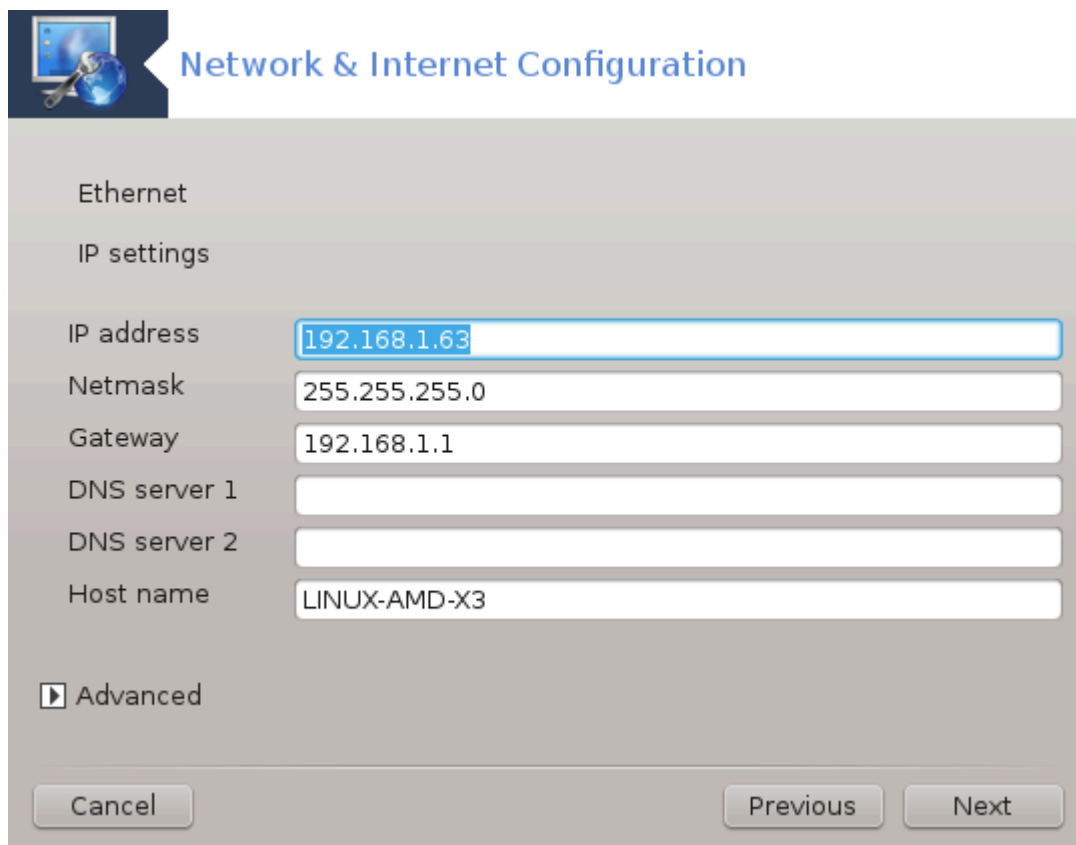 Network & Internet Configuration
Ethernet
IP settings
IP address 192.168.1.63
Netmask 255.255.255.0
Gateway 192.168.1.1
DNS server 1
DNS server 2
Host name LINUX-AMD-X3
Advanced
Cancel Previous Next